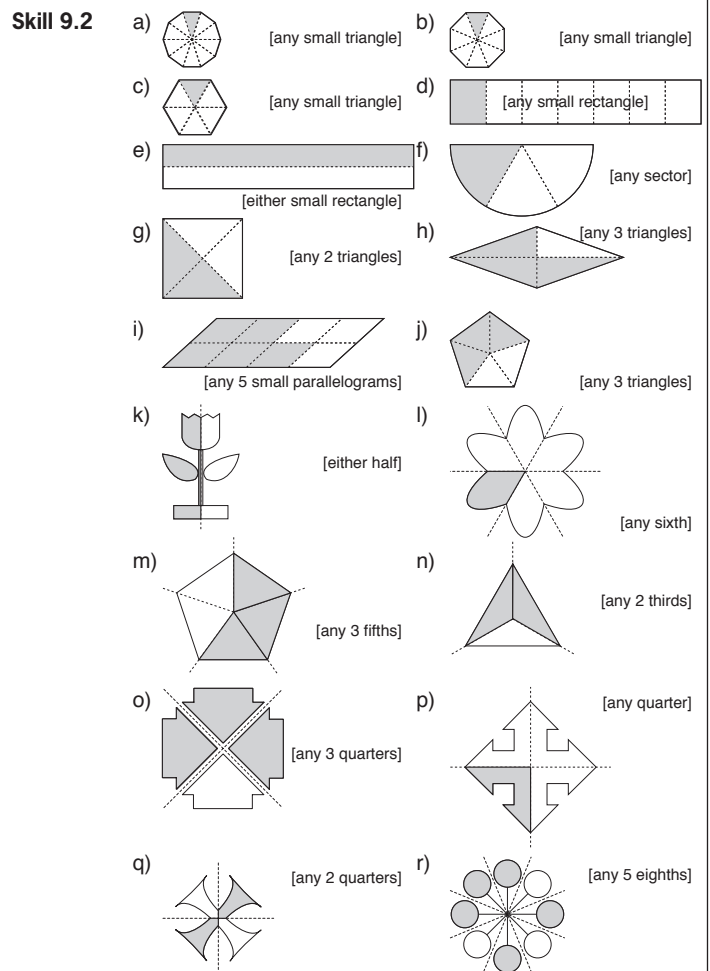 Skill 9.2
a) [any small triangle]
b) [any small triangle]
c) [any small triangle]
d) [any small rectangle]
e) [either small rectangle]
f) [any sector]
g) [any 2 triangles]
h) [any 3 triangles]
i) [any 5 small parallelograms]
j) [any 3 triangles]
k) [either half]
l) [any sixth]
m) [any 3 fifths]
n) [any 2 thirds]
o) [any 3 quarters]
p) [any quarter]
q) [any 2 quarters]
r) [any 5 eighths]